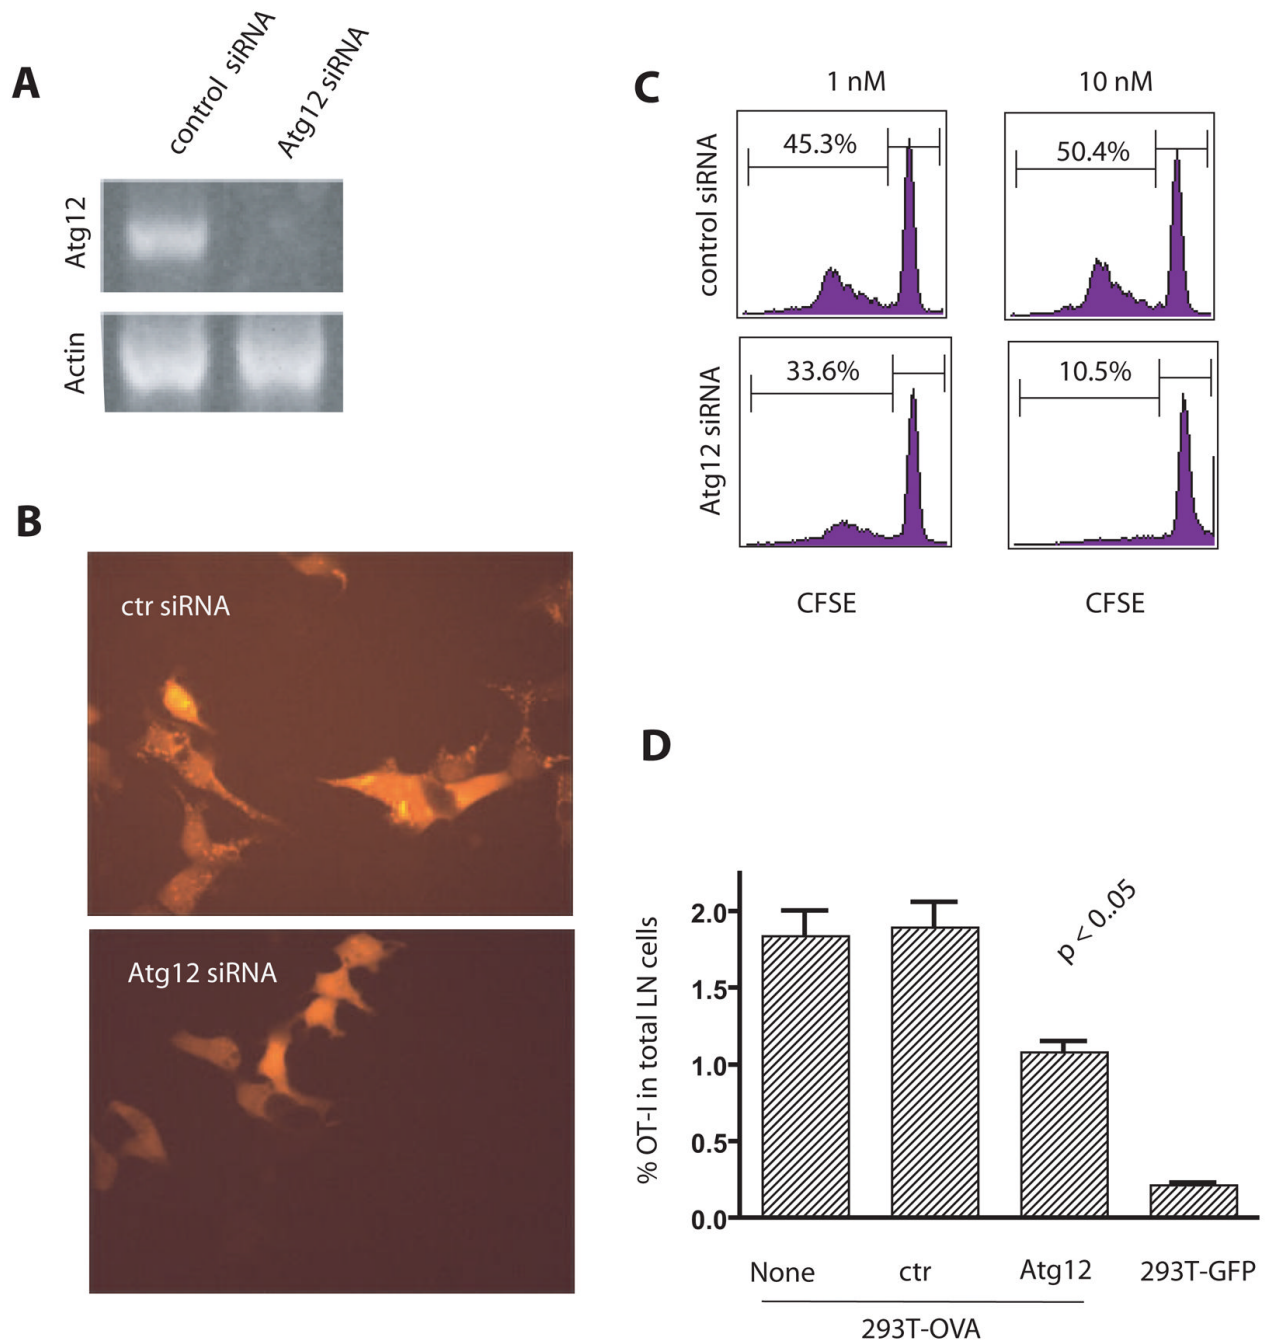 A
control siRNA
Atg12 siRNA
Atg12
Actin
B
ctr siRNA
Atg12 siRNA
C
1 nM
10 nM
control siRNA
45.3%
50.4%
Atg12 siRNA
33.6%
10.5%
CFSE
CFSE
D
% OT-I in total LN cells
2.0
1.5
1.0
0.5
0.0
p < 0..05
None
ctr
Atg12
293T-GFP
293T-OVA